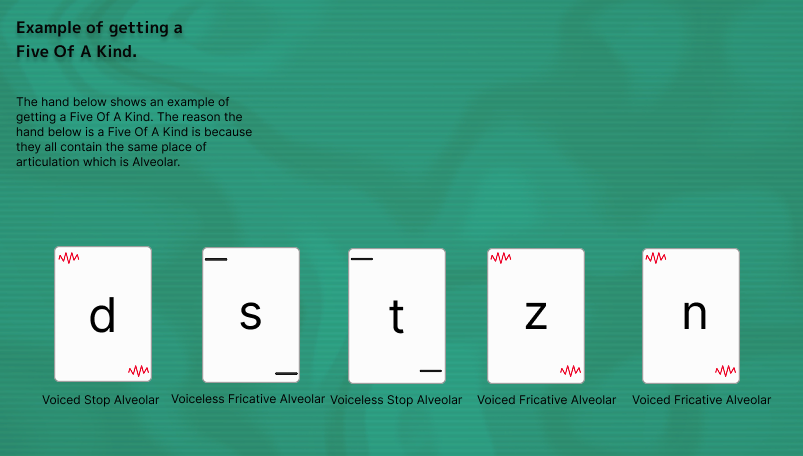 Example of getting a
Five Of A Kind.
The hand below shows an example of
getting a Five Of A Kind. The reason the
hand below is a Five Of A Kind is because
they all contain the same place of
articulation which is Alveolar.
d s t z n
Voiced Stop Alveolar Voiceless Fricative Alveolar Voiceless Stop Alveolar Voiced Fricative Alveolar Voiced Fricative Alveolar